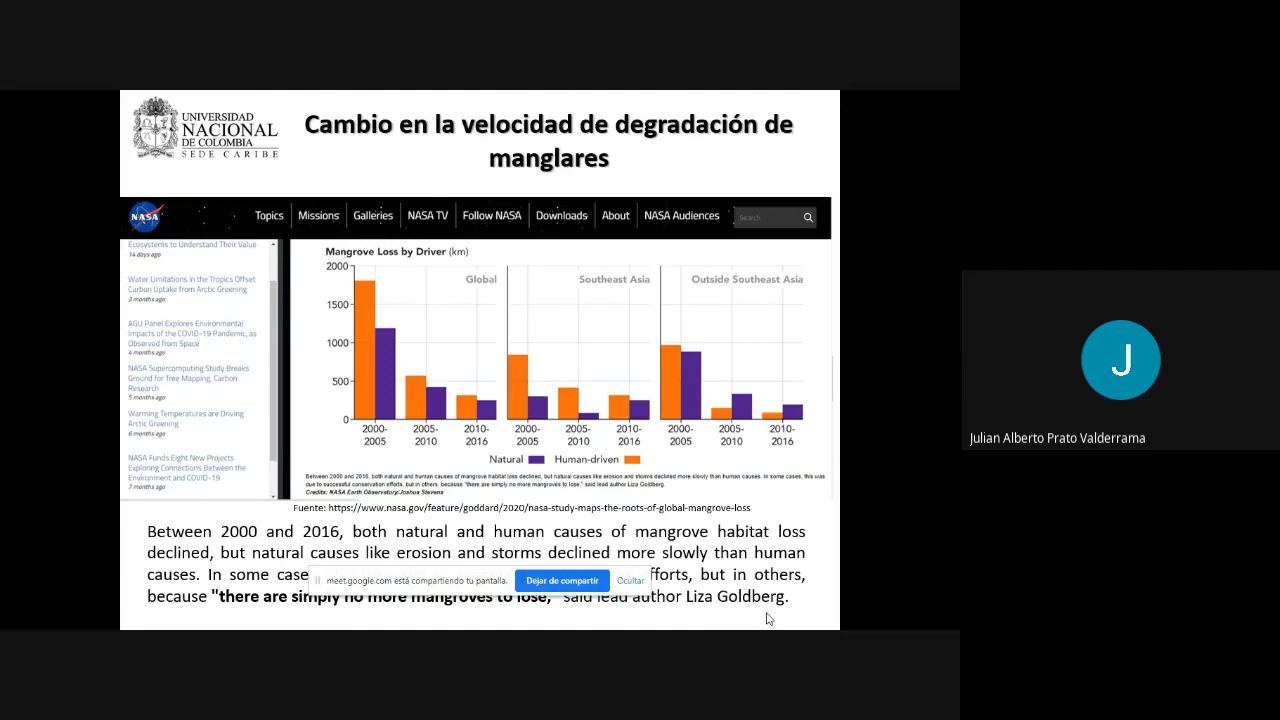 UNIVERSIDAD
NACIONAL
DE COLOMBIA
SEDE CARIBE
Cambio en la velocidad de degradación de
manglares
NASA
Topics
Missions
Galleries
NASA TV
Follow NASA
Downloads
About
NASA Audiences
Search
Ecosystems to Understand Their Value
14 days ago
Water Limitations in the Tropics Offset
Carbon Uptake from Arctic Greening
3 months ago
AGU Panel Explores Environmental
Impacts of the COVID-19 Pandemic, as
Observed from Space
4 months ago
NASA Supercomputing Study Breaks
Ground for Tree Mapping, Carbon
Research
5 months ago
Warming Temperatures are Driving
Arctic Greening
6 months ago
NASA Funds Eight New Projects
Exploring Connections Between the
Environment and COVID-19
7 months ago
Mangrove Loss by Driver (km)
2000
1500
1000
500
0
Global
Southeast Asia
Outside Southeast Asia
2000-
2005
2005-
2010
2010-
2016
2000-
2005
2005-
2010
2010-
2016
2000-
2005
2005-
2010
2010-
2016
Natural
Human-driven
Between 2000 and 2016, both natural and human causes of mangrove habitat loss declined, but natural causes like erosion and storms declined more slowly than human causes. In some cases, this was
due to successful conservation efforts, but in others, because "there are simply no more mangroves to lose," said lead author Liza Goldberg.
Credits: NASA Earth Observatory/Joshua Stevens
Fuente: https://www.nasa.gov/feature/goddard/2020/nasa-study-maps-the-roots-of-global-mangrove-loss
Between 2000 and 2016, both natural and human causes of mangrove habitat loss
declined, but natural causes like erosion and storms declined more slowly than human
causes. In some case
fforts, but in others,
meet.google.com está compartiendo tu pantalla.
Dejar de compartir
Ocultar
because "there are simply no more mangroves to lose," said lead author Liza Goldberg.
J
Julian Alberto Prato Valderrama